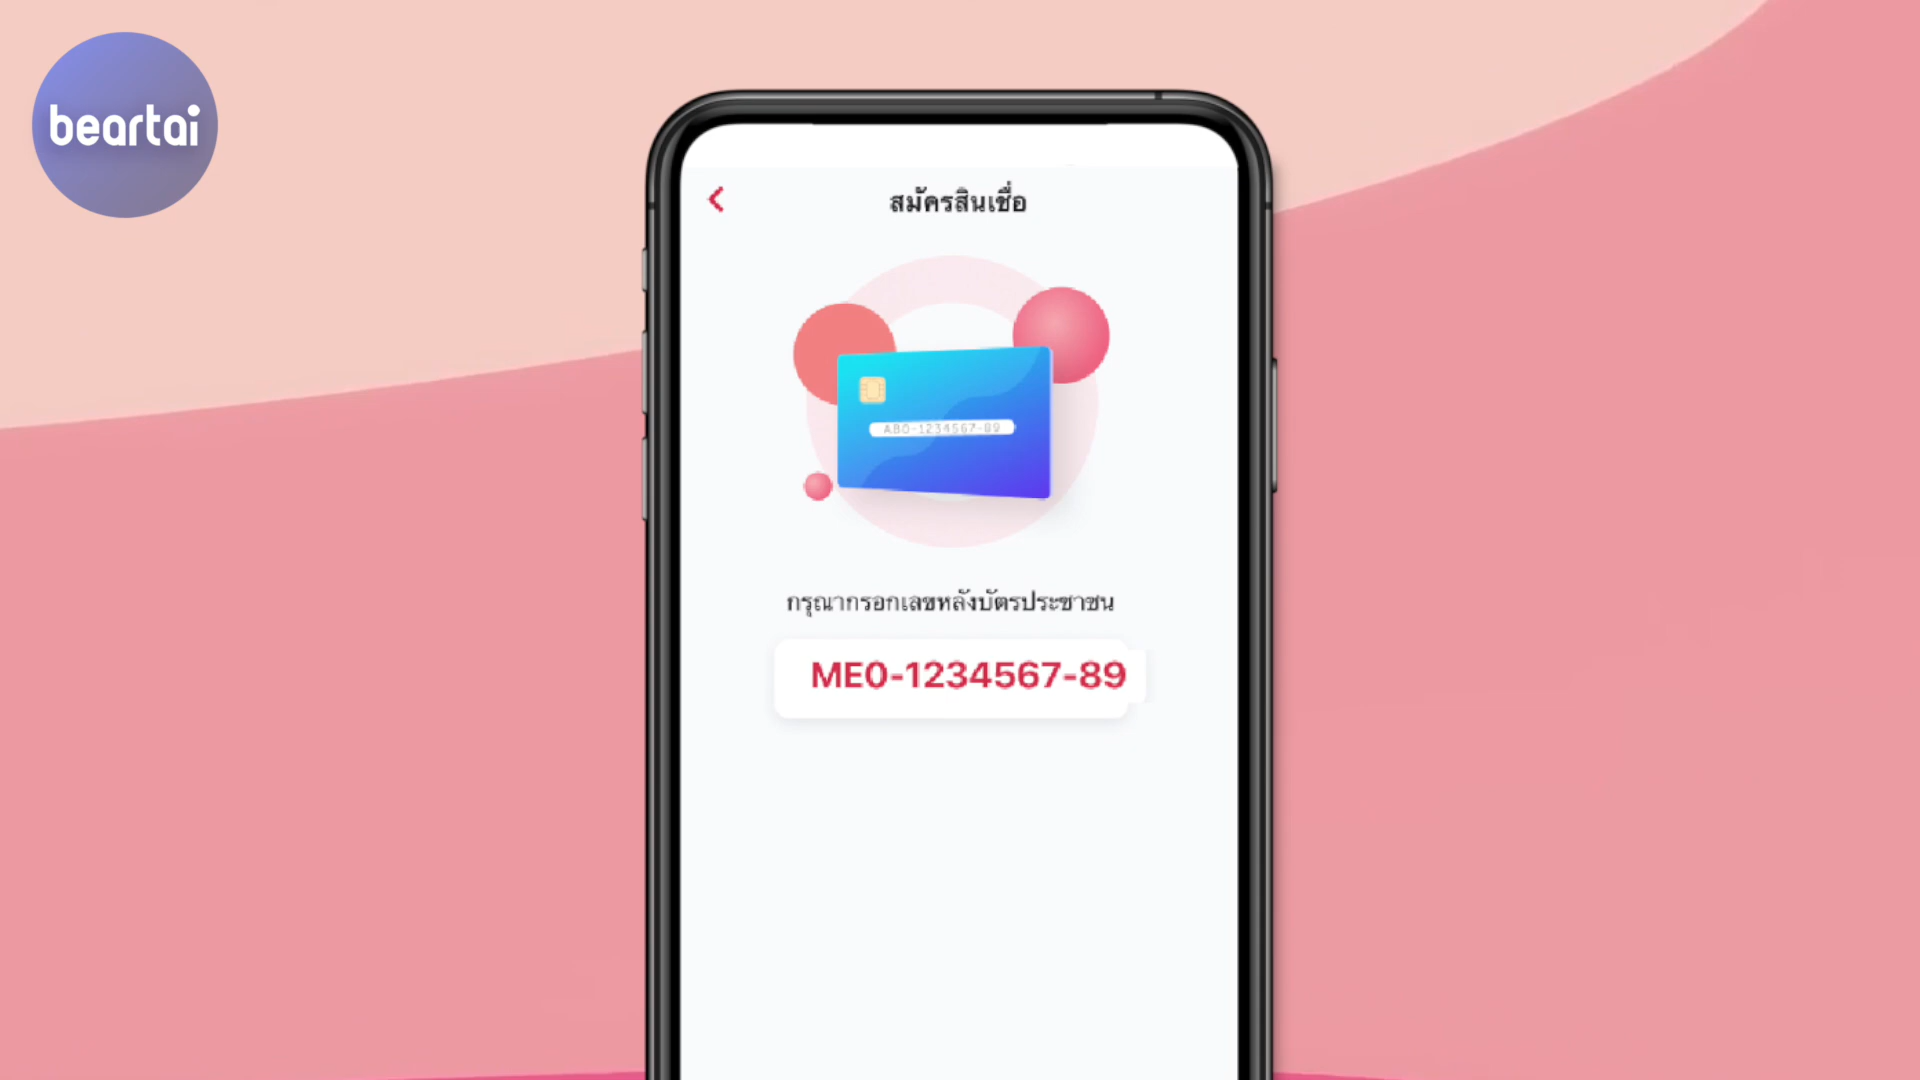 beartai
สมัครสินเชื่อ
AB0-1234567-89
กรุณากรอกเลขหลังบัตรประชาชน
ME0-1234567-89